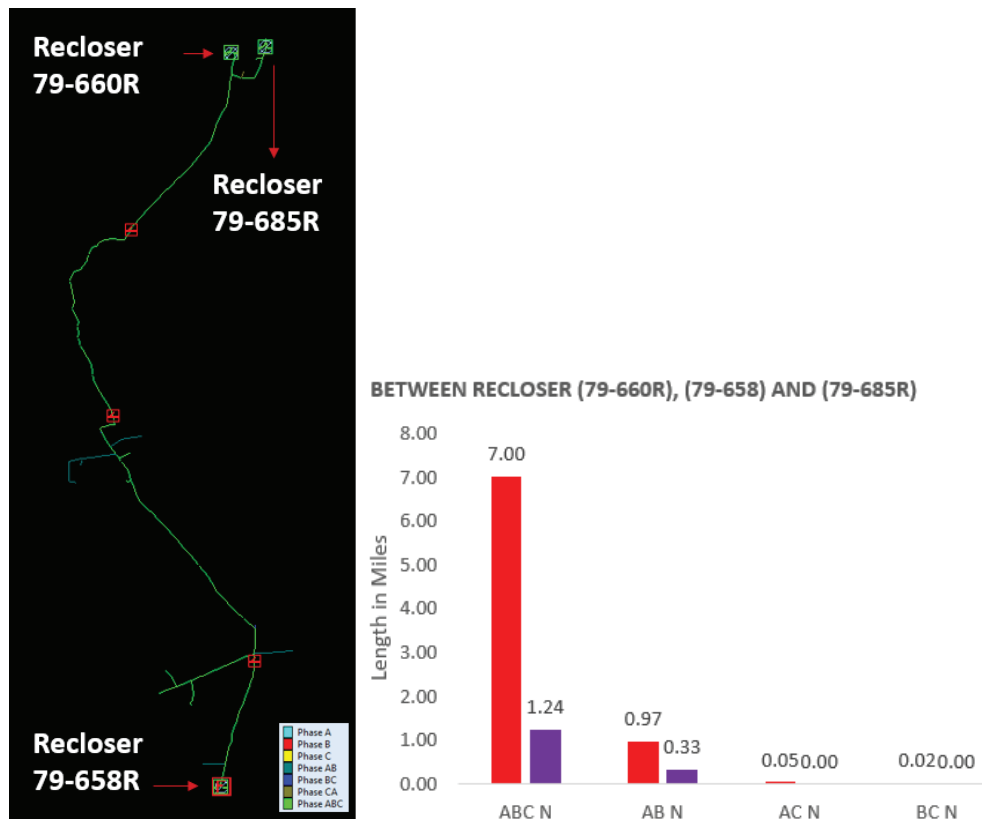 Recloser
79-660R
Recloser
79-685R
Recloser
79-658R
Phase A
Phase B
Phase C
Phase AB
Phase BC
Phase CA
Phase ABC
BETWEEN RECLOSER (79-660R), (79-658) AND (79-685R)
Length in Miles
8.00
7.00
6.00
5.00
4.00
3.00
2.00
1.00
0.00
7.00
1.24
0.97
0.33
0.05 0.00
0.02 0.00
ABC N
AB N
AC N
BC N